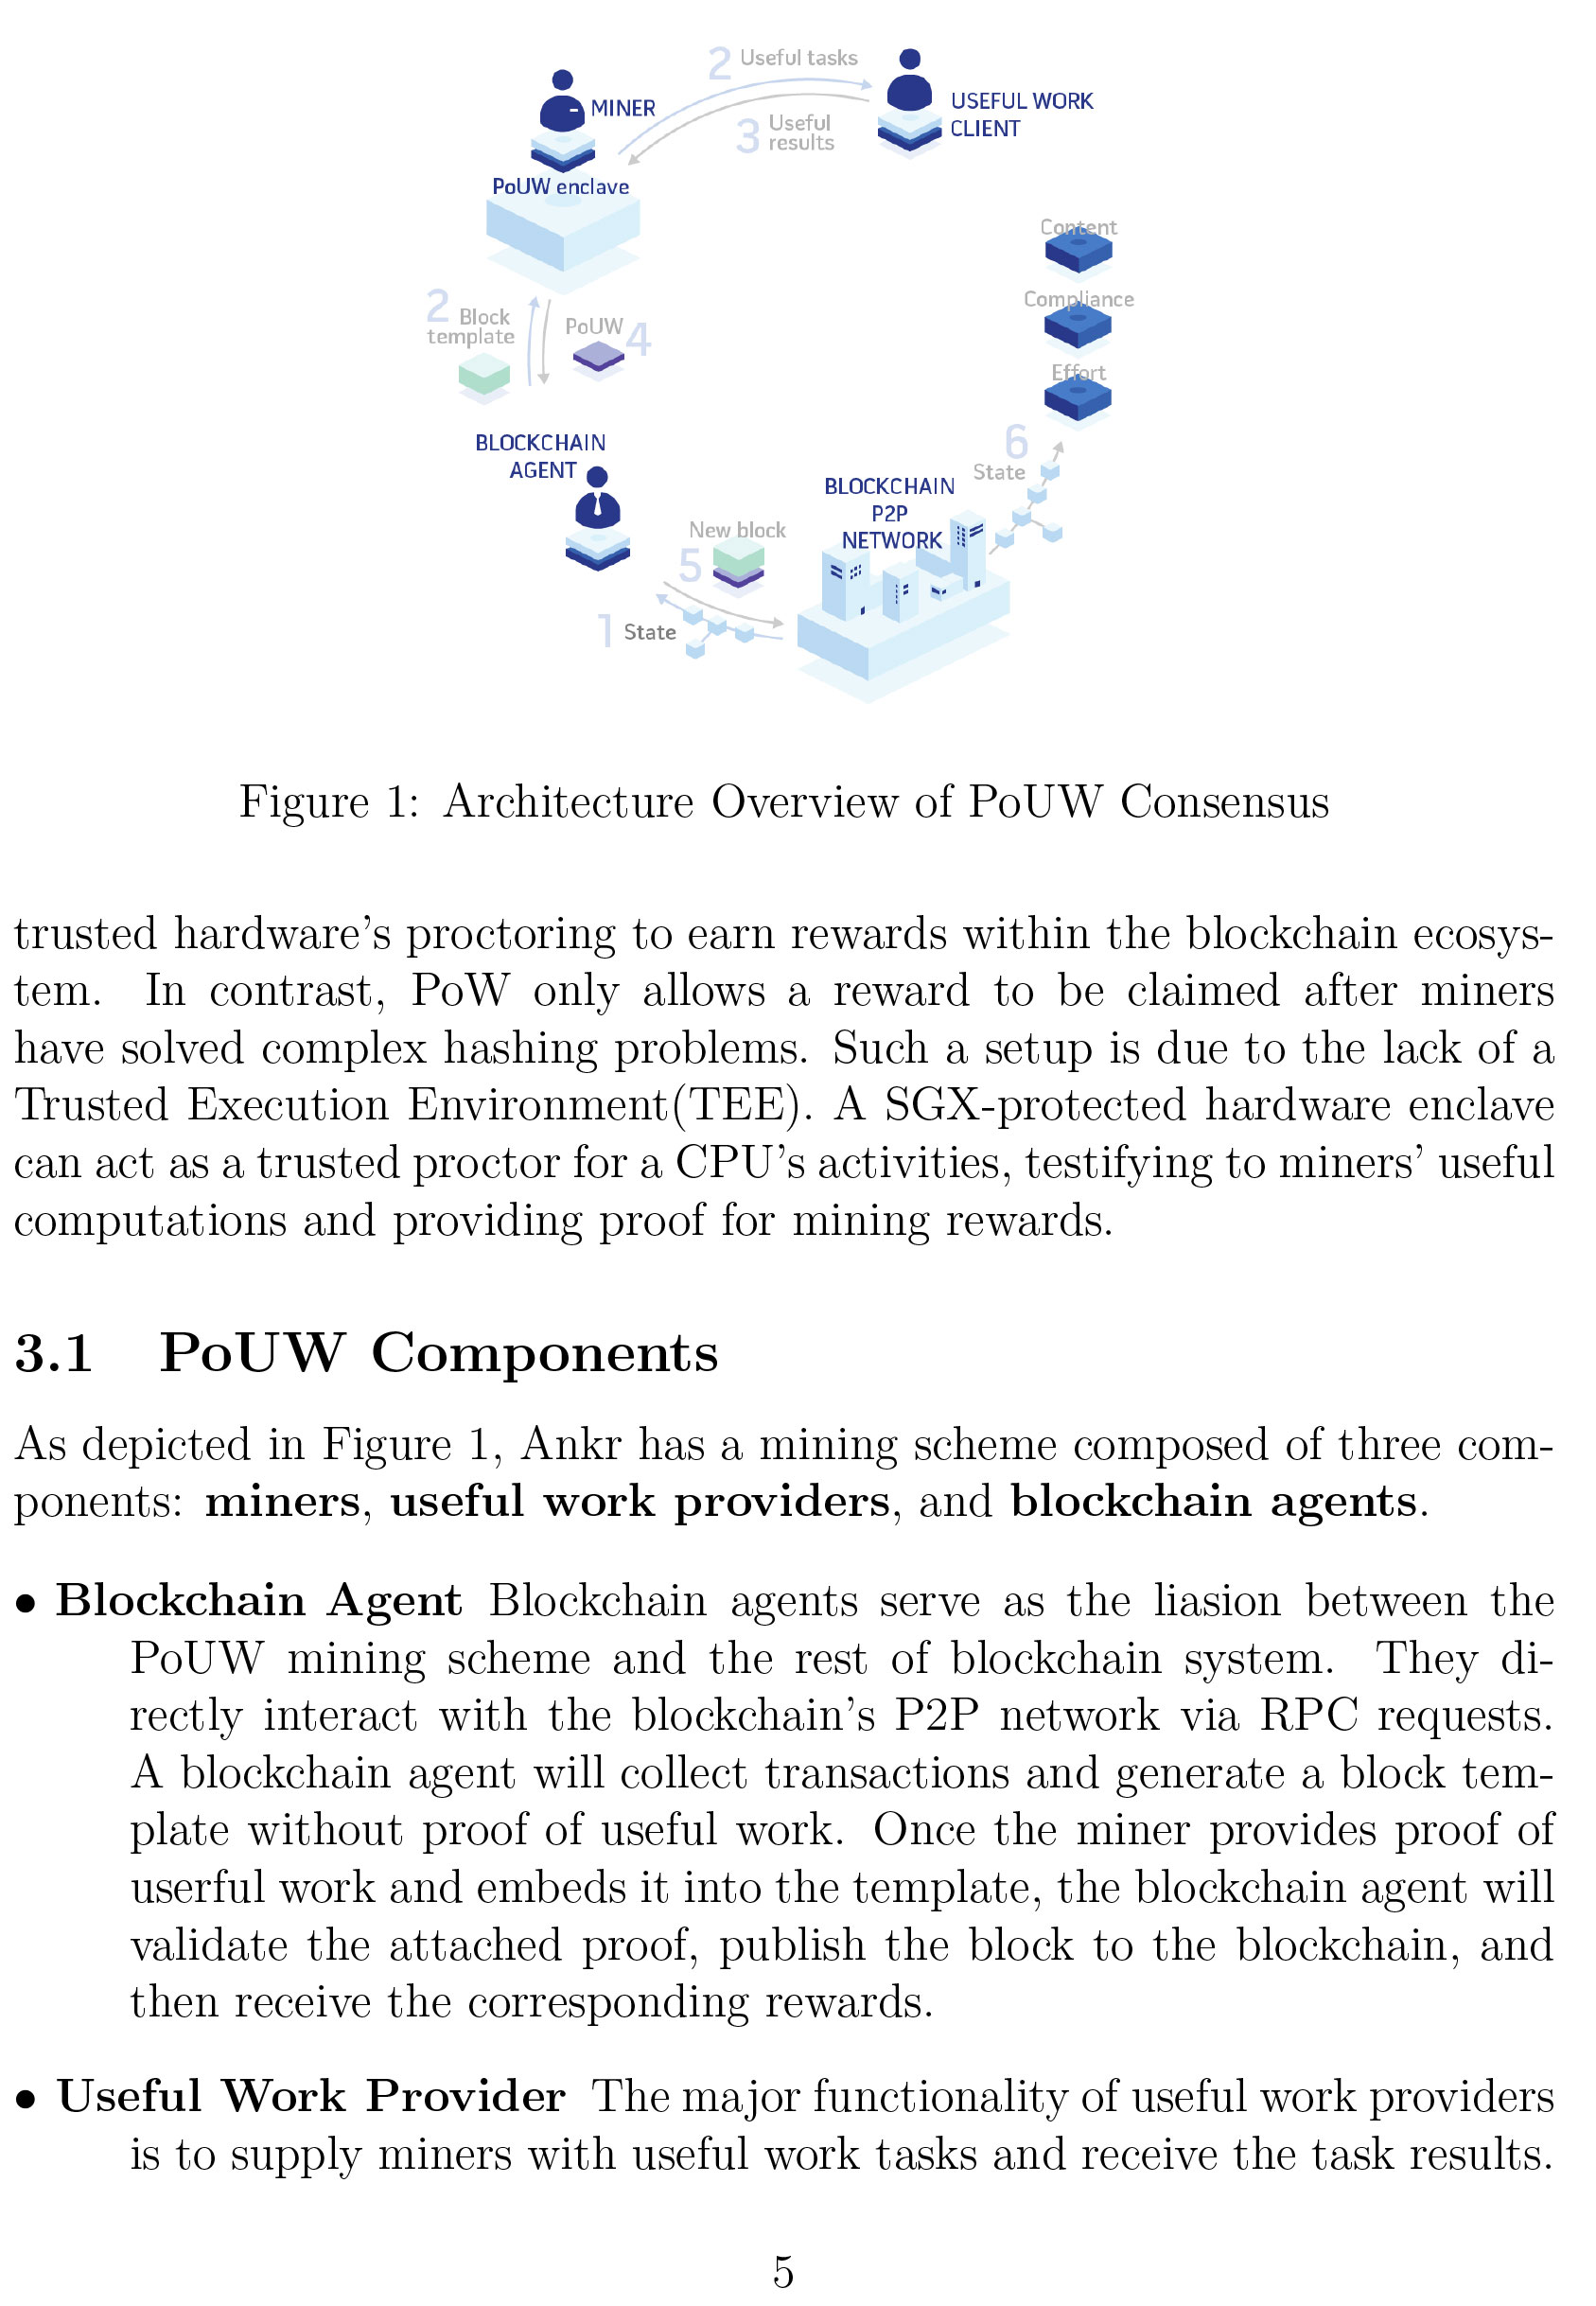 2 Useful tasks
MINER
USEFUL WORK
CLIENT
3 Useful
results
PoUW enclave
Content
Compliance
Effort
2 Block
template
PoUW 4
BLOCKCHAIN
AGENT
6
State
BLOCKCHAIN
P2P
NETWORK
New block
5
1 State
Figure 1: Architecture Overview of PoUW Consensus
trusted hardware's proctoring to earn rewards within the blockchain ecosys-
tem. In contrast, PoW only allows a reward to be claimed after miners
have solved complex hashing problems. Such a setup is due to the lack of a
Trusted Execution Environment(TEE). A SGX-protected hardware enclave
can act as a trusted proctor for a CPU's activities, testifying to miners' useful
computations and providing proof for mining rewards.
3.1 PoUW Components
As depicted in Figure 1, Ankr has a mining scheme composed of three com-
ponents: miners, useful work providers, and blockchain agents.
• Blockchain Agent Blockchain agents serve as the liasion between the
PoUW mining scheme and the rest of blockchain system. They di-
rectly interact with the blockchain's P2P network via RPC requests.
A blockchain agent will collect transactions and generate a block tem-
plate without proof of useful work. Once the miner provides proof of
userful work and embeds it into the template, the blockchain agent will
validate the attached proof, publish the block to the blockchain, and
then receive the corresponding rewards.
• Useful Work Provider The major functionality of useful work providers
is to supply miners with useful work tasks and receive the task results.
5